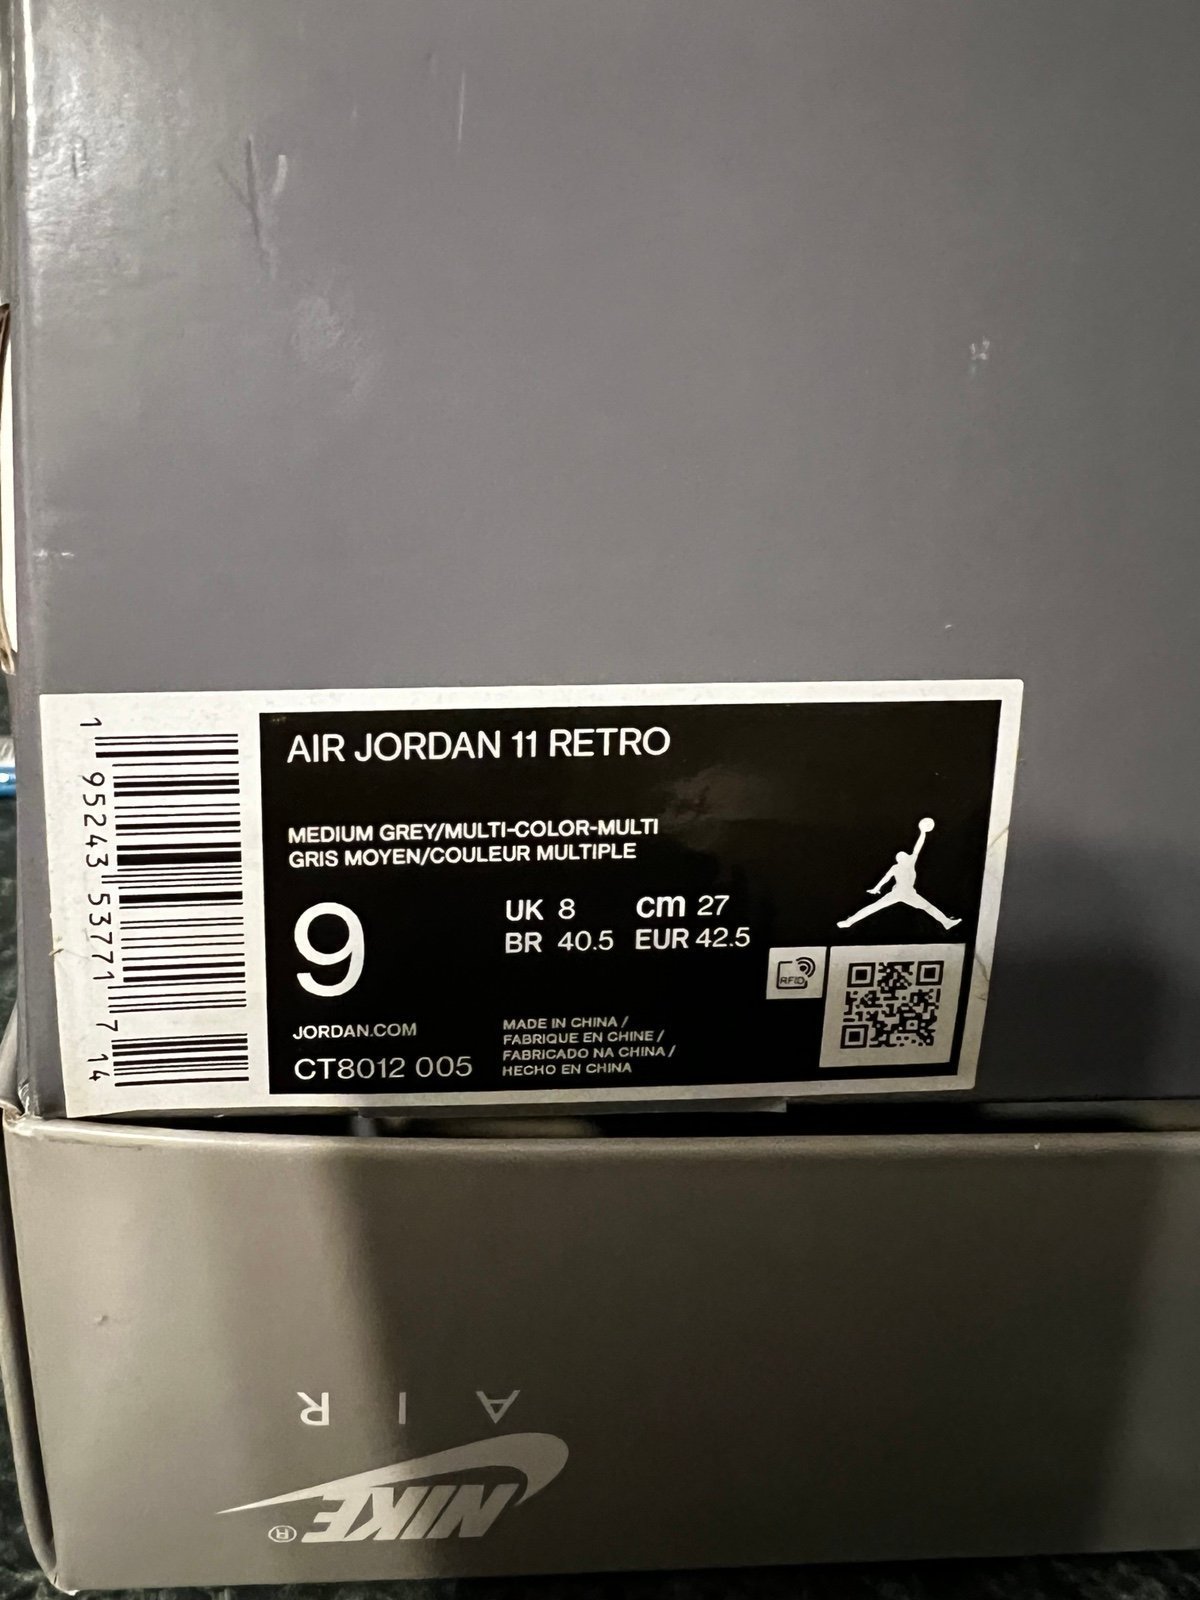 AIR JORDAN 11 RETRO
MEDIUM GREY/MULTI-COLOR-MULTI
GRIS MOYEN/COULEUR MULTIPLE
9
UK 8 cm 27
BR 40.5 EUR 42.5
RFID
JORDAN.COM
CT8012 005
MADE IN CHINA /
FABRIQUE EN CHINE /
FABRICADO NA CHINA /
HECHO EN CHINA
1 95243 53771 7 14
NIKE®
AIR